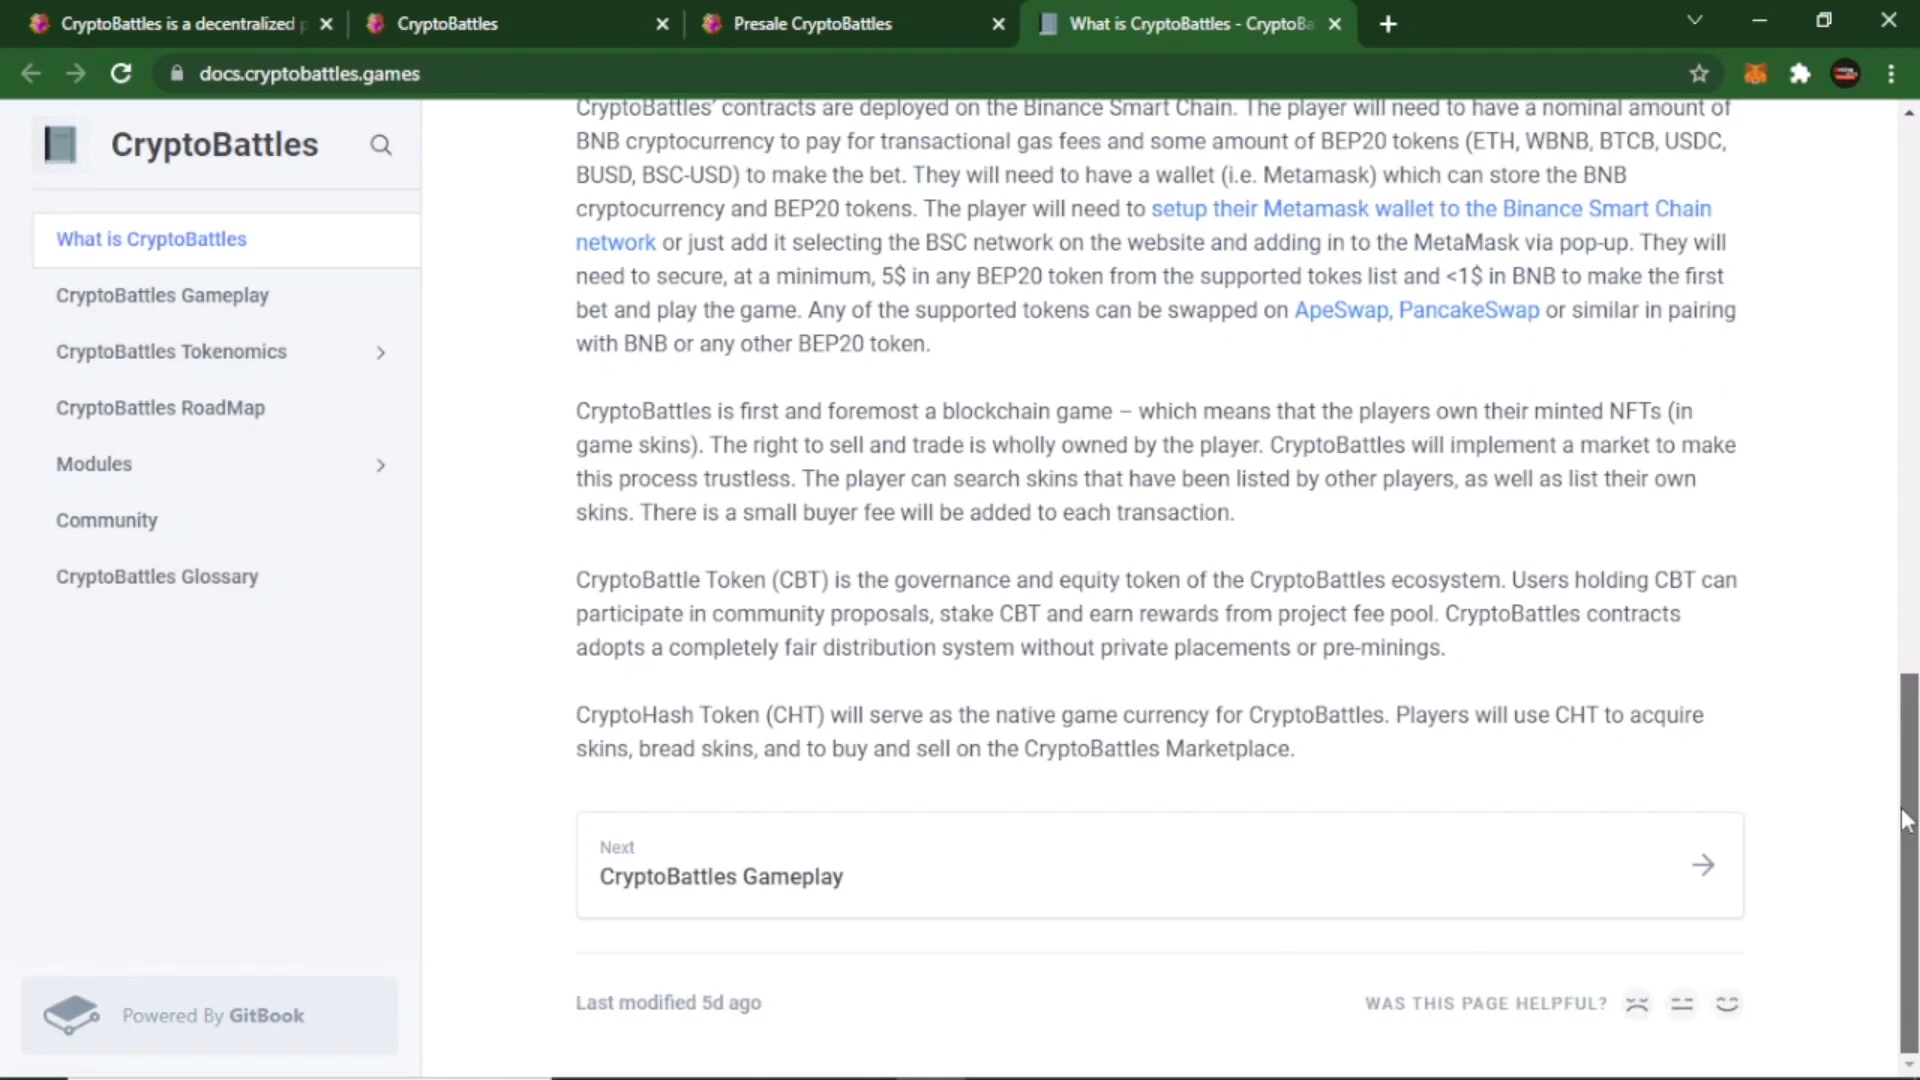 CryptoBattles is a decentralized p
CryptoBattles
Presale CryptoBattles
What is CryptoBattles - CryptoBa
docs.cryptobattles.games
CryptoBattles
What is CryptoBattles
CryptoBattles Gameplay
CryptoBattles Tokenomics
CryptoBattles RoadMap
Modules
Community
CryptoBattles Glossary
Powered By GitBook
CryptoBattles' contracts are deployed on the Binance Smart Chain. The player will need to have a nominal amount of
BNB cryptocurrency to pay for transactional gas fees and some amount of BEP20 tokens (ETH, WBNB, BTCB, USDC,
BUSD, BSC-USD) to make the bet. They will need to have a wallet (i.e. Metamask) which can store the BNB
cryptocurrency and BEP20 tokens. The player will need to setup their Metamask wallet to the Binance Smart Chain
network or just add it selecting the BSC network on the website and adding in to the MetaMask via pop-up. They will
need to secure, at a minimum, 5$ in any BEP20 token from the supported tokes list and <1$ in BNB to make the first
bet and play the game. Any of the supported tokens can be swapped on ApeSwap, PancakeSwap or similar in pairing
with BNB or any other BEP20 token.
CryptoBattles is first and foremost a blockchain game – which means that the players own their minted NFTs (in
game skins). The right to sell and trade is wholly owned by the player. CryptoBattles will implement a market to make
this process trustless. The player can search skins that have been listed by other players, as well as list their own
skins. There is a small buyer fee will be added to each transaction.
CryptoBattle Token (CBT) is the governance and equity token of the CryptoBattles ecosystem. Users holding CBT can
participate in community proposals, stake CBT and earn rewards from project fee pool. CryptoBattles contracts
adopts a completely fair distribution system without private placements or pre-minings.
CryptoHash Token (CHT) will serve as the native game currency for CryptoBattles. Players will use CHT to acquire
skins, bread skins, and to buy and sell on the CryptoBattles Marketplace.
Next
CryptoBattles Gameplay
Last modified 5d ago
WAS THIS PAGE HELPFUL?